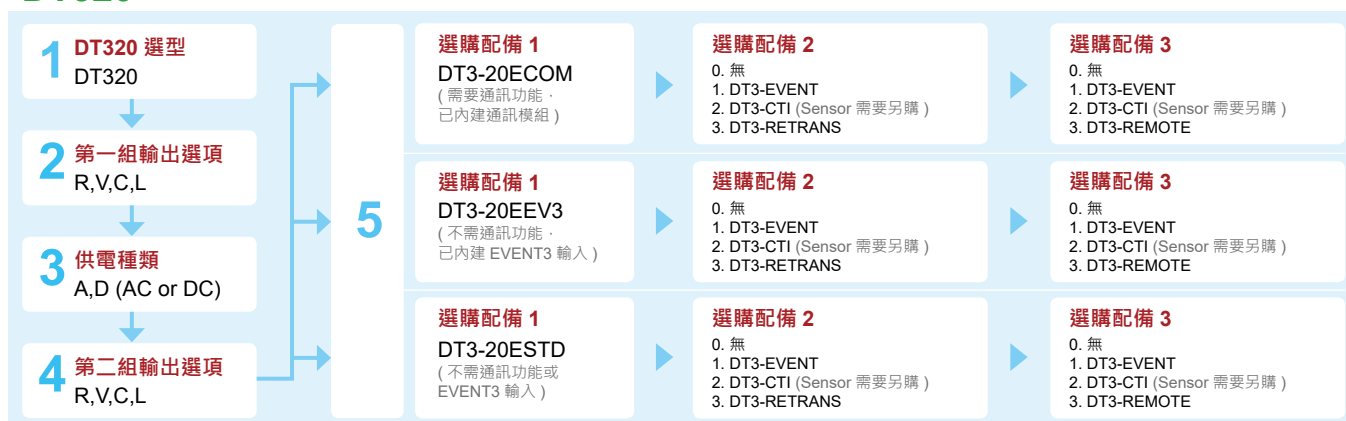 1
DT320 選型
DT320
2
第一組輸出選項
R,V,C,L
3
供電種類
A,D (AC or DC)
4
第二組輸出選項
R,V,C,L
5
選購配備 1
DT3-20ECOM
( 需要通訊功能，
已內建通訊模組 )
選購配備 2
0. 無
1. DT3-EVENT
2. DT3-CTI (Sensor 需要另購 )
3. DT3-RETRANS
選購配備 3
0. 無
1. DT3-EVENT
2. DT3-CTI (Sensor 需要另購 )
3. DT3-REMOTE
選購配備 1
DT3-20EEV3
( 不需通訊功能，
已內建 EVENT3 輸入 )
選購配備 2
0. 無
1. DT3-EVENT
2. DT3-CTI (Sensor 需要另購 )
3. DT3-RETRANS
選購配備 3
0. 無
1. DT3-EVENT
2. DT3-CTI (Sensor 需要另購 )
3. DT3-REMOTE
選購配備 1
DT3-20ESTD
( 不需通訊功能或
EVENT3 輸入 )
選購配備 2
0. 無
1. DT3-EVENT
2. DT3-CTI (Sensor 需要另購 )
3. DT3-RETRANS
選購配備 3
0. 無
1. DT3-EVENT
2. DT3-CTI (Sensor 需要另購 )
3. DT3-REMOTE